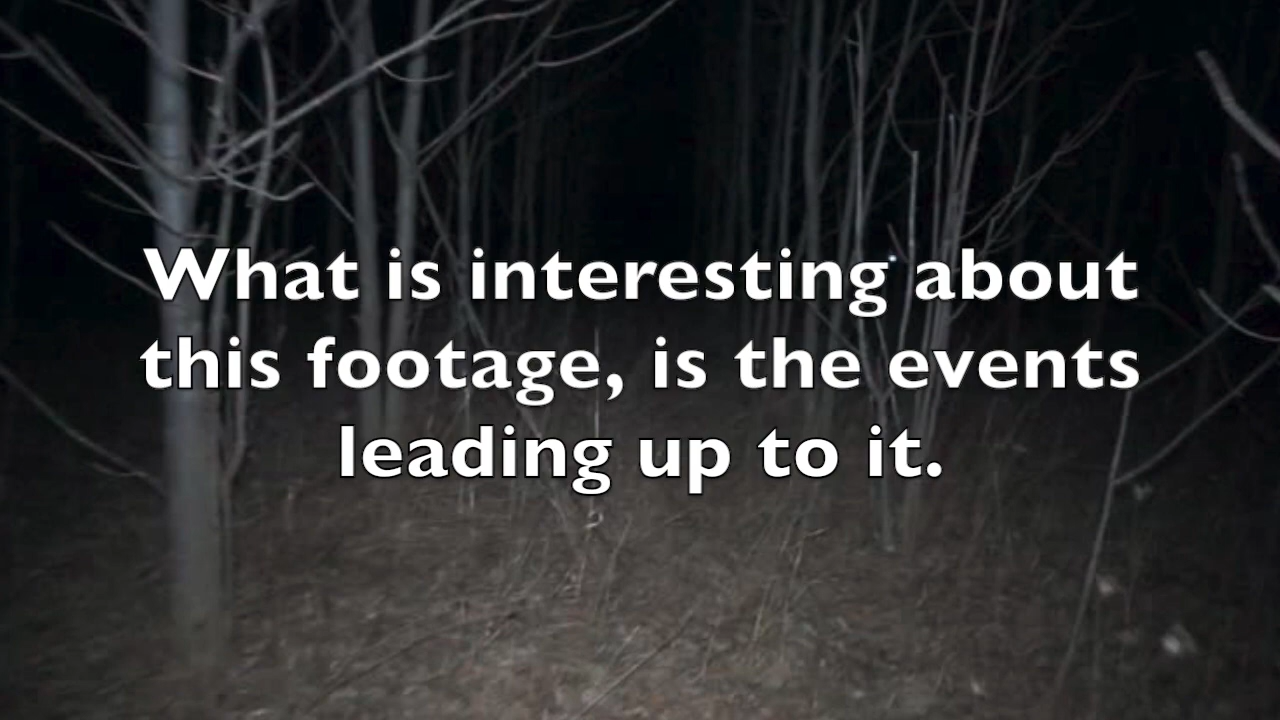 What is interesting about
this footage, is the events
leading up to it.